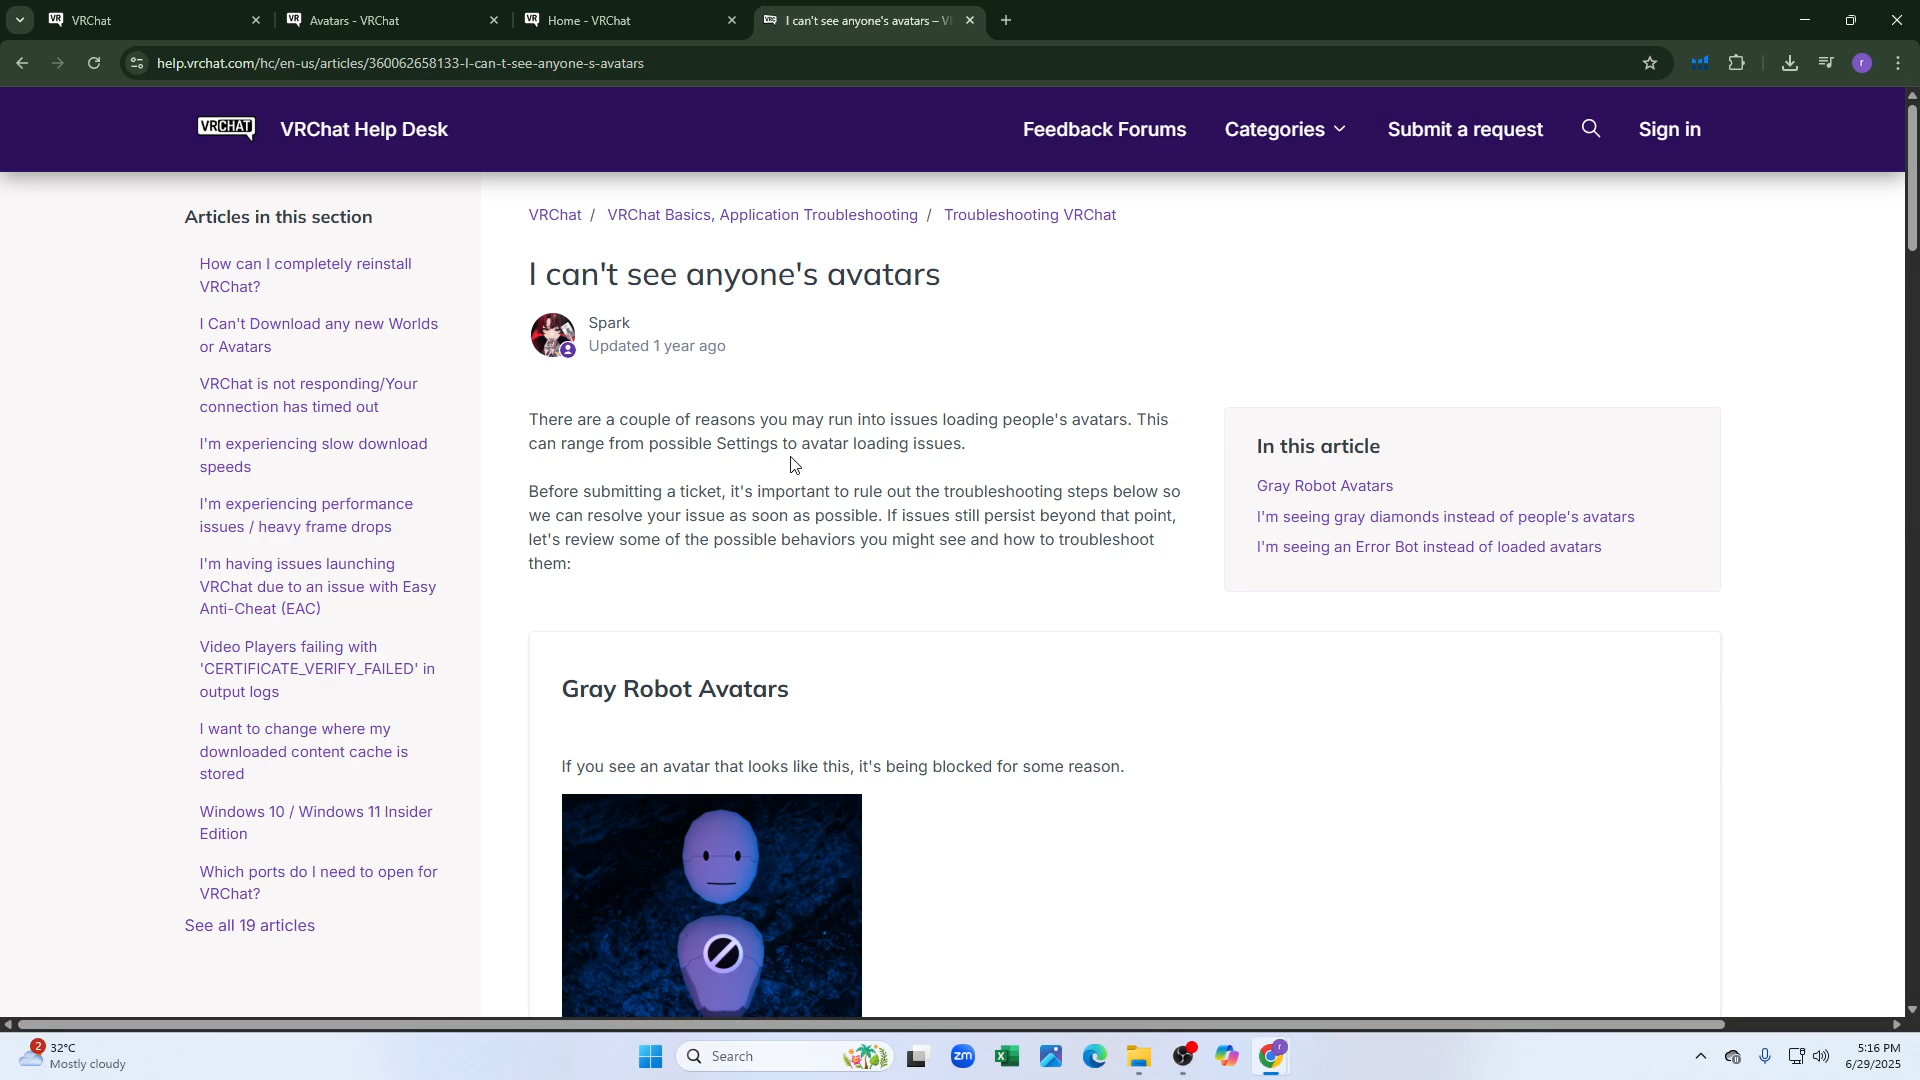 VRChat
Avatars - VRChat
Home - VRChat
I can't see anyone's avatars – V
help.vrchat.com/hc/en-us/articles/360062658133-I-can-t-see-anyone-s-avatars
r
VRCHAT
VRChat Help Desk
Feedback Forums
Categories
Submit a request
Sign in
Articles in this section
How can I completely reinstall
VRChat?
I Can't Download any new Worlds
or Avatars
VRChat is not responding/Your
connection has timed out
I'm experiencing slow download
speeds
I'm experiencing performance
issues / heavy frame drops
I'm having issues launching
VRChat due to an issue with Easy
Anti-Cheat (EAC)
Video Players failing with
'CERTIFICATE_VERIFY_FAILED' in
output logs
I want to change where my
downloaded content cache is
stored
Windows 10 / Windows 11 Insider
Edition
Which ports do I need to open for
VRChat?
See all 19 articles
VRChat / VRChat Basics, Application Troubleshooting / Troubleshooting VRChat
I can't see anyone's avatars
Spark
Updated 1 year ago
There are a couple of reasons you may run into issues loading people's avatars. This
can range from possible Settings to avatar loading issues.
Before submitting a ticket, it's important to rule out the troubleshooting steps below so
we can resolve your issue as soon as possible. If issues still persist beyond that point,
let's review some of the possible behaviors you might see and how to troubleshoot
them:
In this article
Gray Robot Avatars
I'm seeing gray diamonds instead of people's avatars
I'm seeing an Error Bot instead of loaded avatars
Gray Robot Avatars
If you see an avatar that looks like this, it's being blocked for some reason.
2
32°C
Mostly cloudy
Search
zm
5:16 PM
6/29/2025